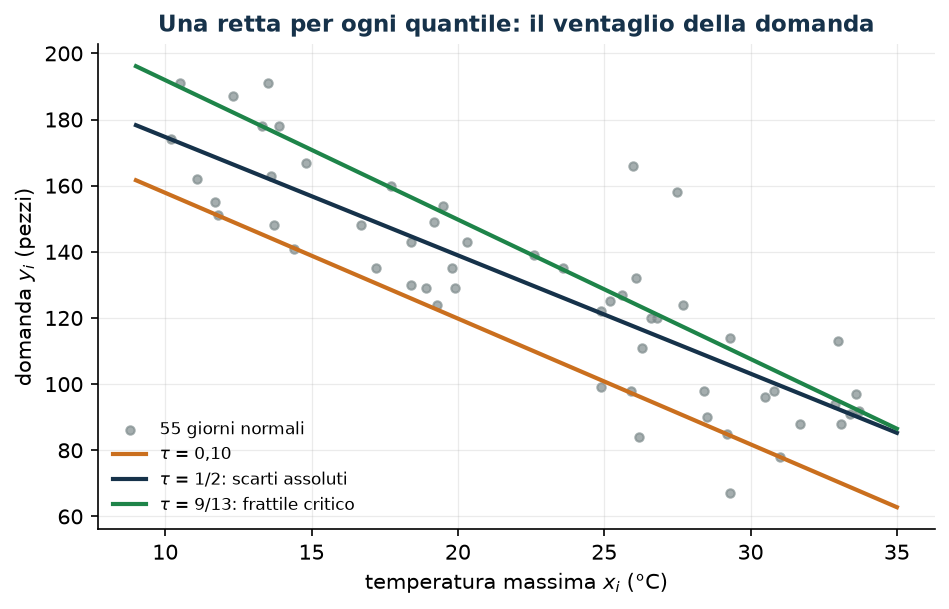 Una retta per ogni quantile: il ventaglio della domanda
200
180
160
140
120
100
80
60
domanda yᵢ (pezzi)
55 giorni normali
τ = 0,10
τ = 1/2: scarti assoluti
τ = 9/13: frattile critico
10 15 20 25 30 35
temperatura massima xᵢ (°C)